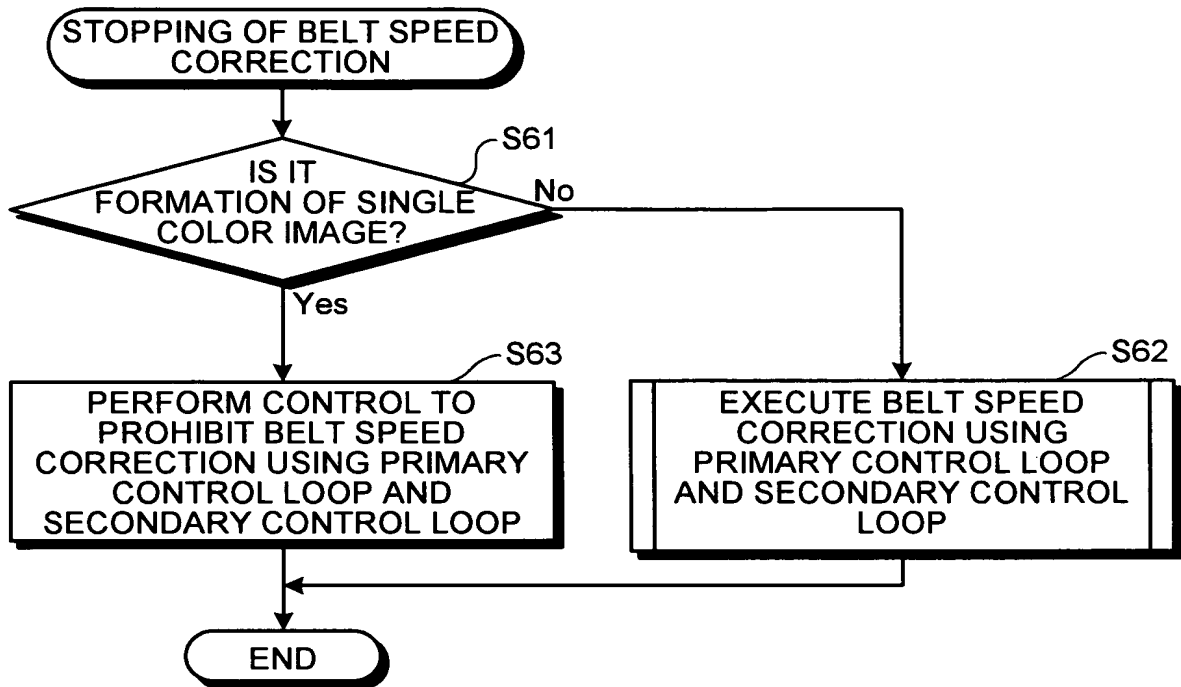 STOPPING OF BELT SPEED
CORRECTION
S61
IS IT
FORMATION OF SINGLE
COLOR IMAGE?
No
Yes
S63
PERFORM CONTROL TO
PROHIBIT BELT SPEED
CORRECTION USING PRIMARY
CONTROL LOOP AND
SECONDARY CONTROL LOOP
S62
EXECUTE BELT SPEED
CORRECTION USING
PRIMARY CONTROL LOOP
AND SECONDARY CONTROL
LOOP
END